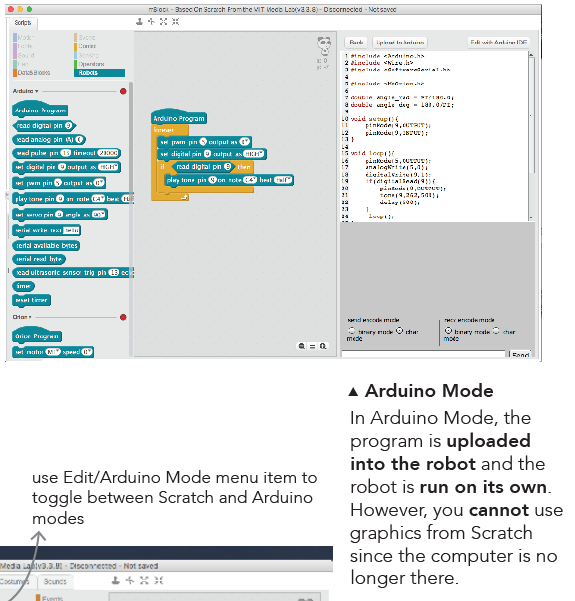 mBlock - Based On Scratch From the MIT Media Lab(v3.3.8) - Disconnected - Not saved
Scripts
Motion Events
Looks Control
Sound Sensing
Pen Operators
Data&Blocks Robots
Arduino
Arduino Program
read digital pin 9
read analog pin (A) 0
read pulse pin 13 timeout 20000
set digital pin 9 output as HIGH
set pwm pin 5 output as 0
play tone pin 9 on note C4 beat Half
set servo pin 9 angle as 90
serial write text hello
serial available bytes
serial read byte
read ultrasonic sensor trig pin 13 ec
timer
reset timer
Orion
Orion Program
set motor M1 speed 0
Arduino Program
forever
set pwm pin 5 output as 0
set digital pin 9 output as HIGH
if read digital pin 9 then
play tone pin 9 on note C4 beat Half
Back Upload to Arduino Edit with Arduino IDE
1 #include <Arduino.h>
2 #include <Wire.h>
3 #include <SoftwareSerial.h>
4
5 #include <MeOrion.h>
6
7 double angle_rad = PI/180.0;
8 double angle_deg = 180.0/PI;
9
10 void setup(){
11 pinMode(9,OUTPUT);
12 pinMode(9,INPUT);
13 }
14
15 void loop(){
16 pinMode(5,OUTPUT);
17 analogWrite(5,0);
18 digitalWrite(9,1);
19 if(digitalRead(9)){
20 pinMode(9,OUTPUT);
21 tone(9,262,500);
22 delay(500);
23 }
24 _loop();
send encode mode recv encode mode
binary mode char binary mode char
mode mode
Send
▲ Arduino Mode
In Arduino Mode, the
program is uploaded
into the robot and the
robot is run on its own.
However, you cannot use
graphics from Scratch
since the computer is no
longer there.
use Edit/Arduino Mode menu item to
toggle between Scratch and Arduino
modes
Media Lab(v3.3.8) - Disconnected - Not saved
Costumes Sounds
Events